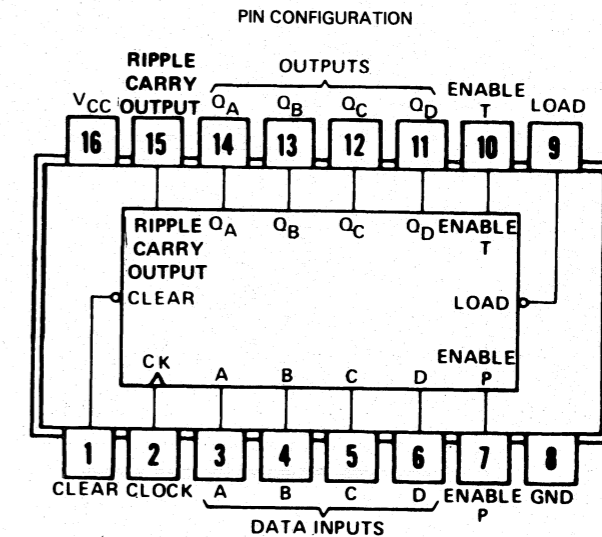 PIN CONFIGURATION
RIPPLE CARRY OUTPUT
OUTPUTS
ENABLE T
VCC
QA QB QC QD
LOAD
16 15 14 13 12 11 10 9
RIPPLE CARRY OUTPUT
QA QB QC QD
ENABLE T
CLEAR
LOAD
CK
A B C D
ENABLE P
1 2 3 4 5 6 7 8
CLEAR CLOCK A B C D ENABLE P GND
DATA INPUTS